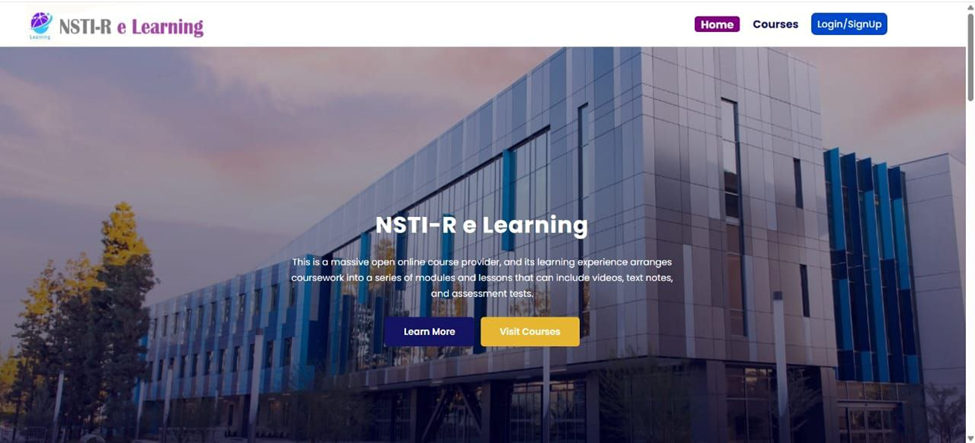 Learning
NSTI-R e Learning
Home
Courses
Login/SignUp
NSTI-R e Learning
This is a massive open online course provider, and its learning experience arranges
coursework into a series of modules and lessons that can include videos, text notes,
and assessment tests.
Learn More
Visit Courses